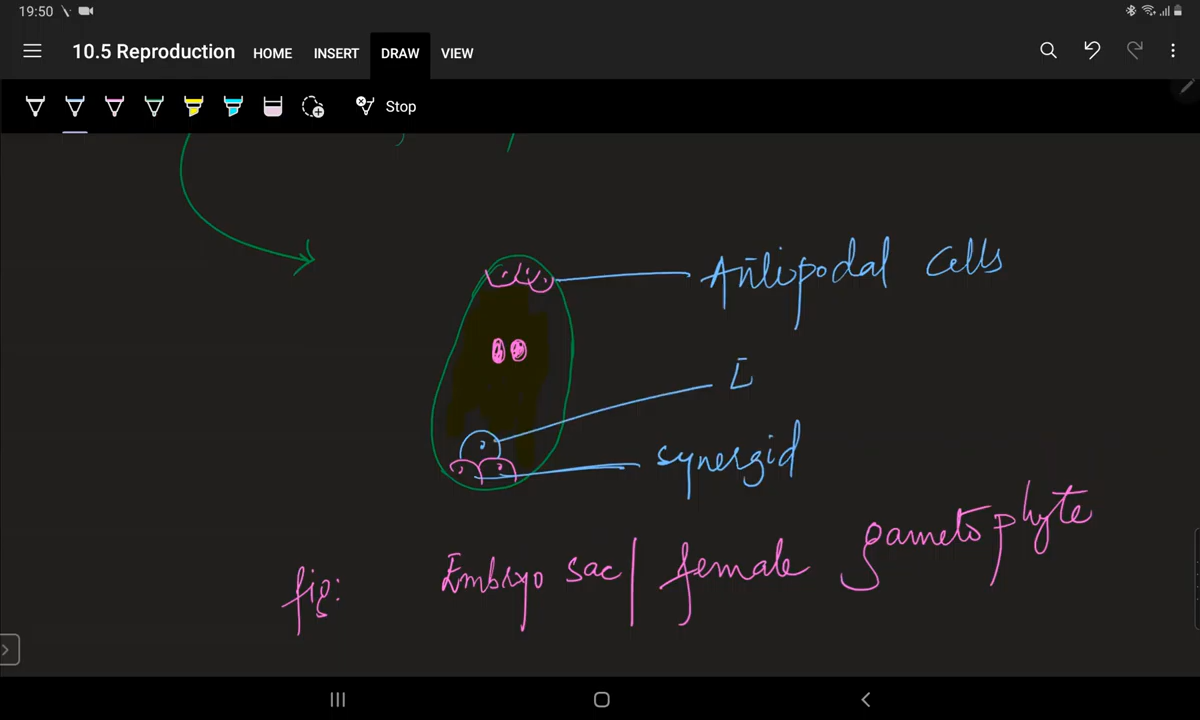 19:50
10.5 Reproduction HOME INSERT DRAW VIEW
Stop
Antipodal cells
E
synergid
fig: Embryo sac/ female gametophyte